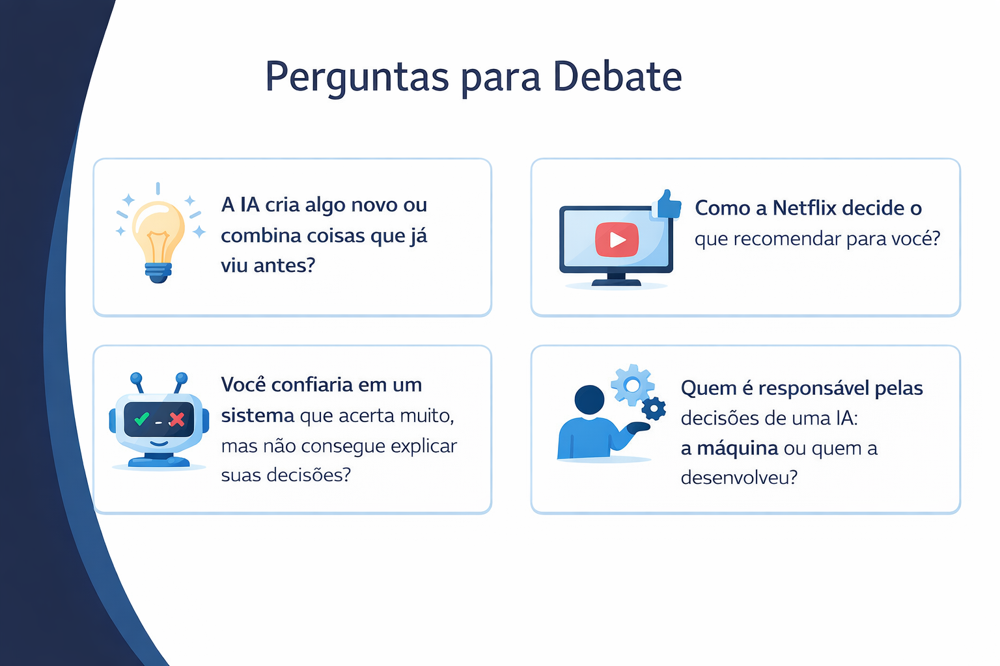 Perguntas para Debate
A IA cria algo novo ou
combina coisas que já
viu antes?
Como a Netflix decide o
que recomendar para você?
Você confiaria em um
sistema que acerta muito,
mas não consegue explicar
suas decisões?
Quem é responsável pelas
decisões de uma IA:
a máquina ou quem a
desenvolveu?